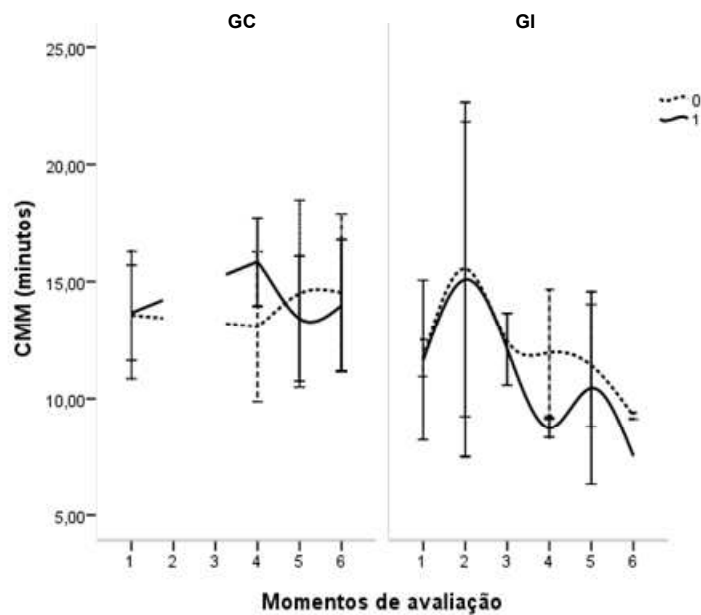 GC GI
25,00
20,00
15,00
10,00
5,00
CMM (minutos)
0
1
1 2 3 4 5 6 1 2 3 4 5 6
Momentos de avaliação